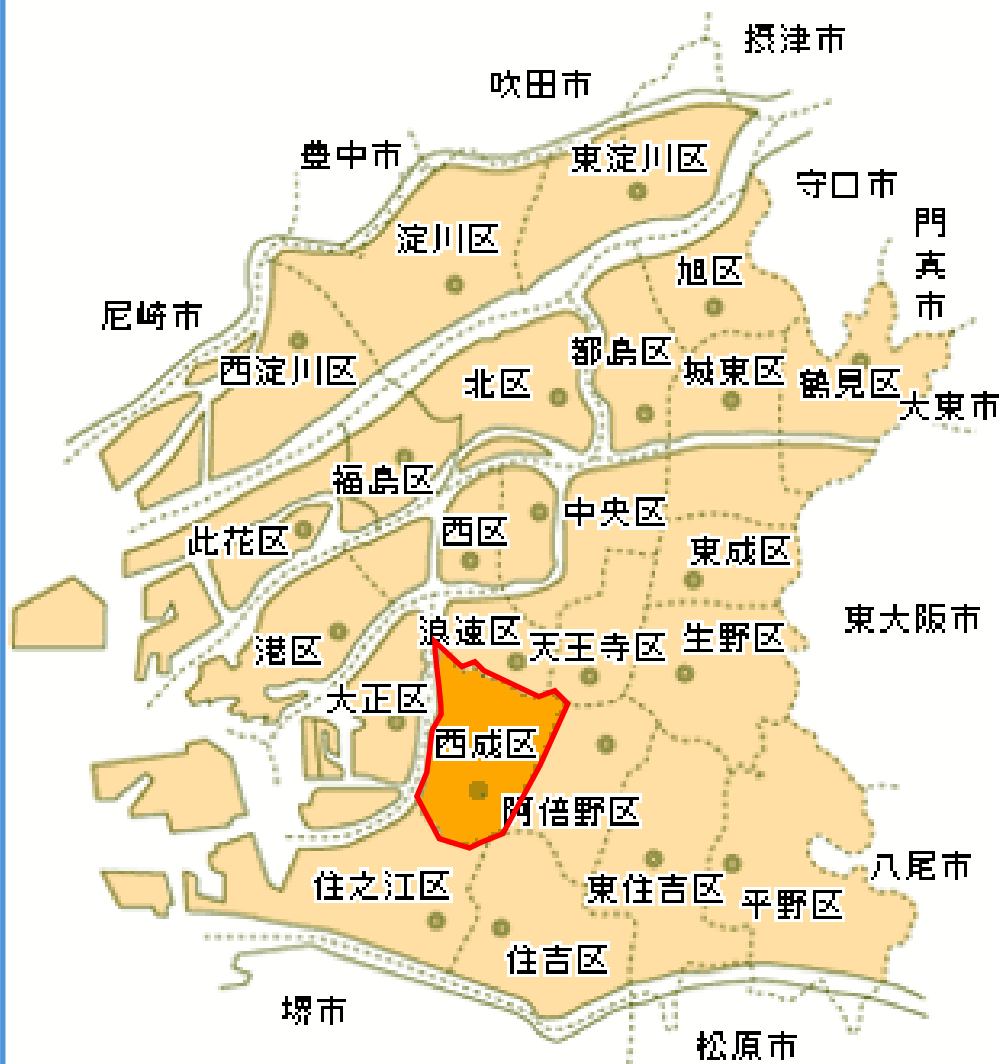 摂津市
吹田市
豊中市
東淀川区
守口市
門真市
淀川区
旭区
尼崎市
西淀川区
都島区
城東区
鶴見区
北区
大東市
福島区
中央区
此花区
西区
東成区
東大阪市
港区
浪速区
天王寺区
生野区
大正区
西成区
阿倍野区
八尾市
住之江区
東住吉区
平野区
住吉区
堺市
松原市